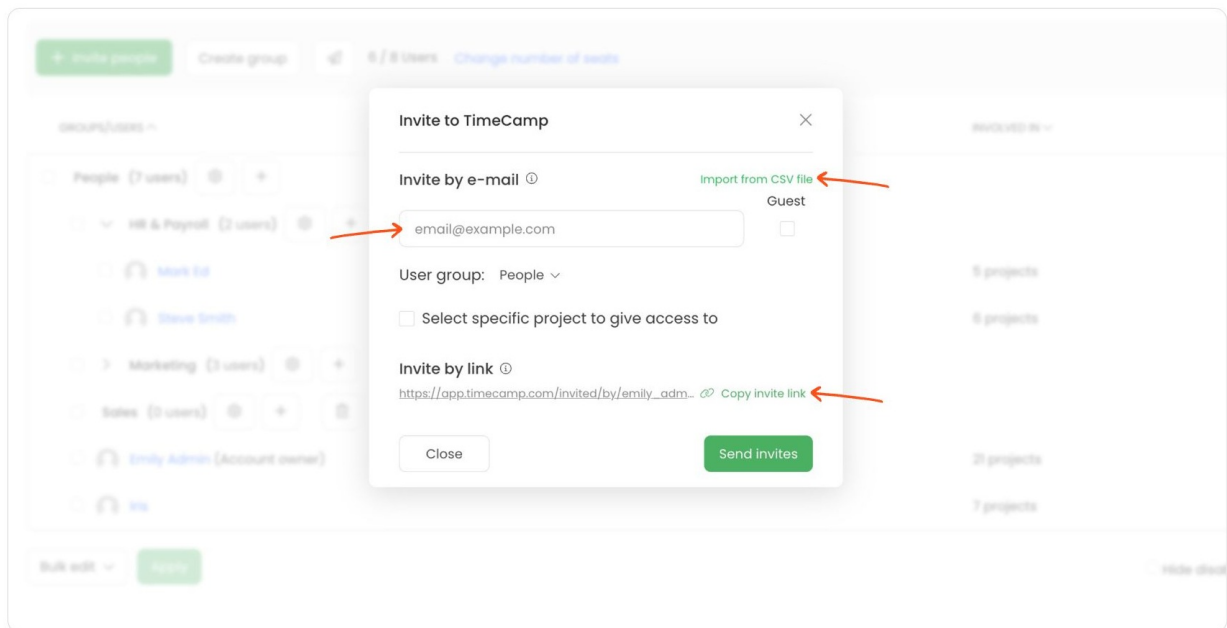 + Invite people Create group 6 / 8 Users Change number of seats
Invite to TimeCamp
GROUPS/USERS INVOLVED IN
Invite by e-mail Import from CSV file
People (7 users) +
Guest
HR & Payroll (2 users) +
email@example.com
Mark Ed 5 projects
User group: People
Steve Smith 6 projects
Select specific project to give access to
Marketing (3 users) +
Invite by link
https://app.timecamp.com/invited/by/emily_adm... Copy invite link
Sales (0 users) +
Close Send invites
Emily Admin (Account owner) 21 projects
Iris 7 projects
Bulk edit Apply
Hide